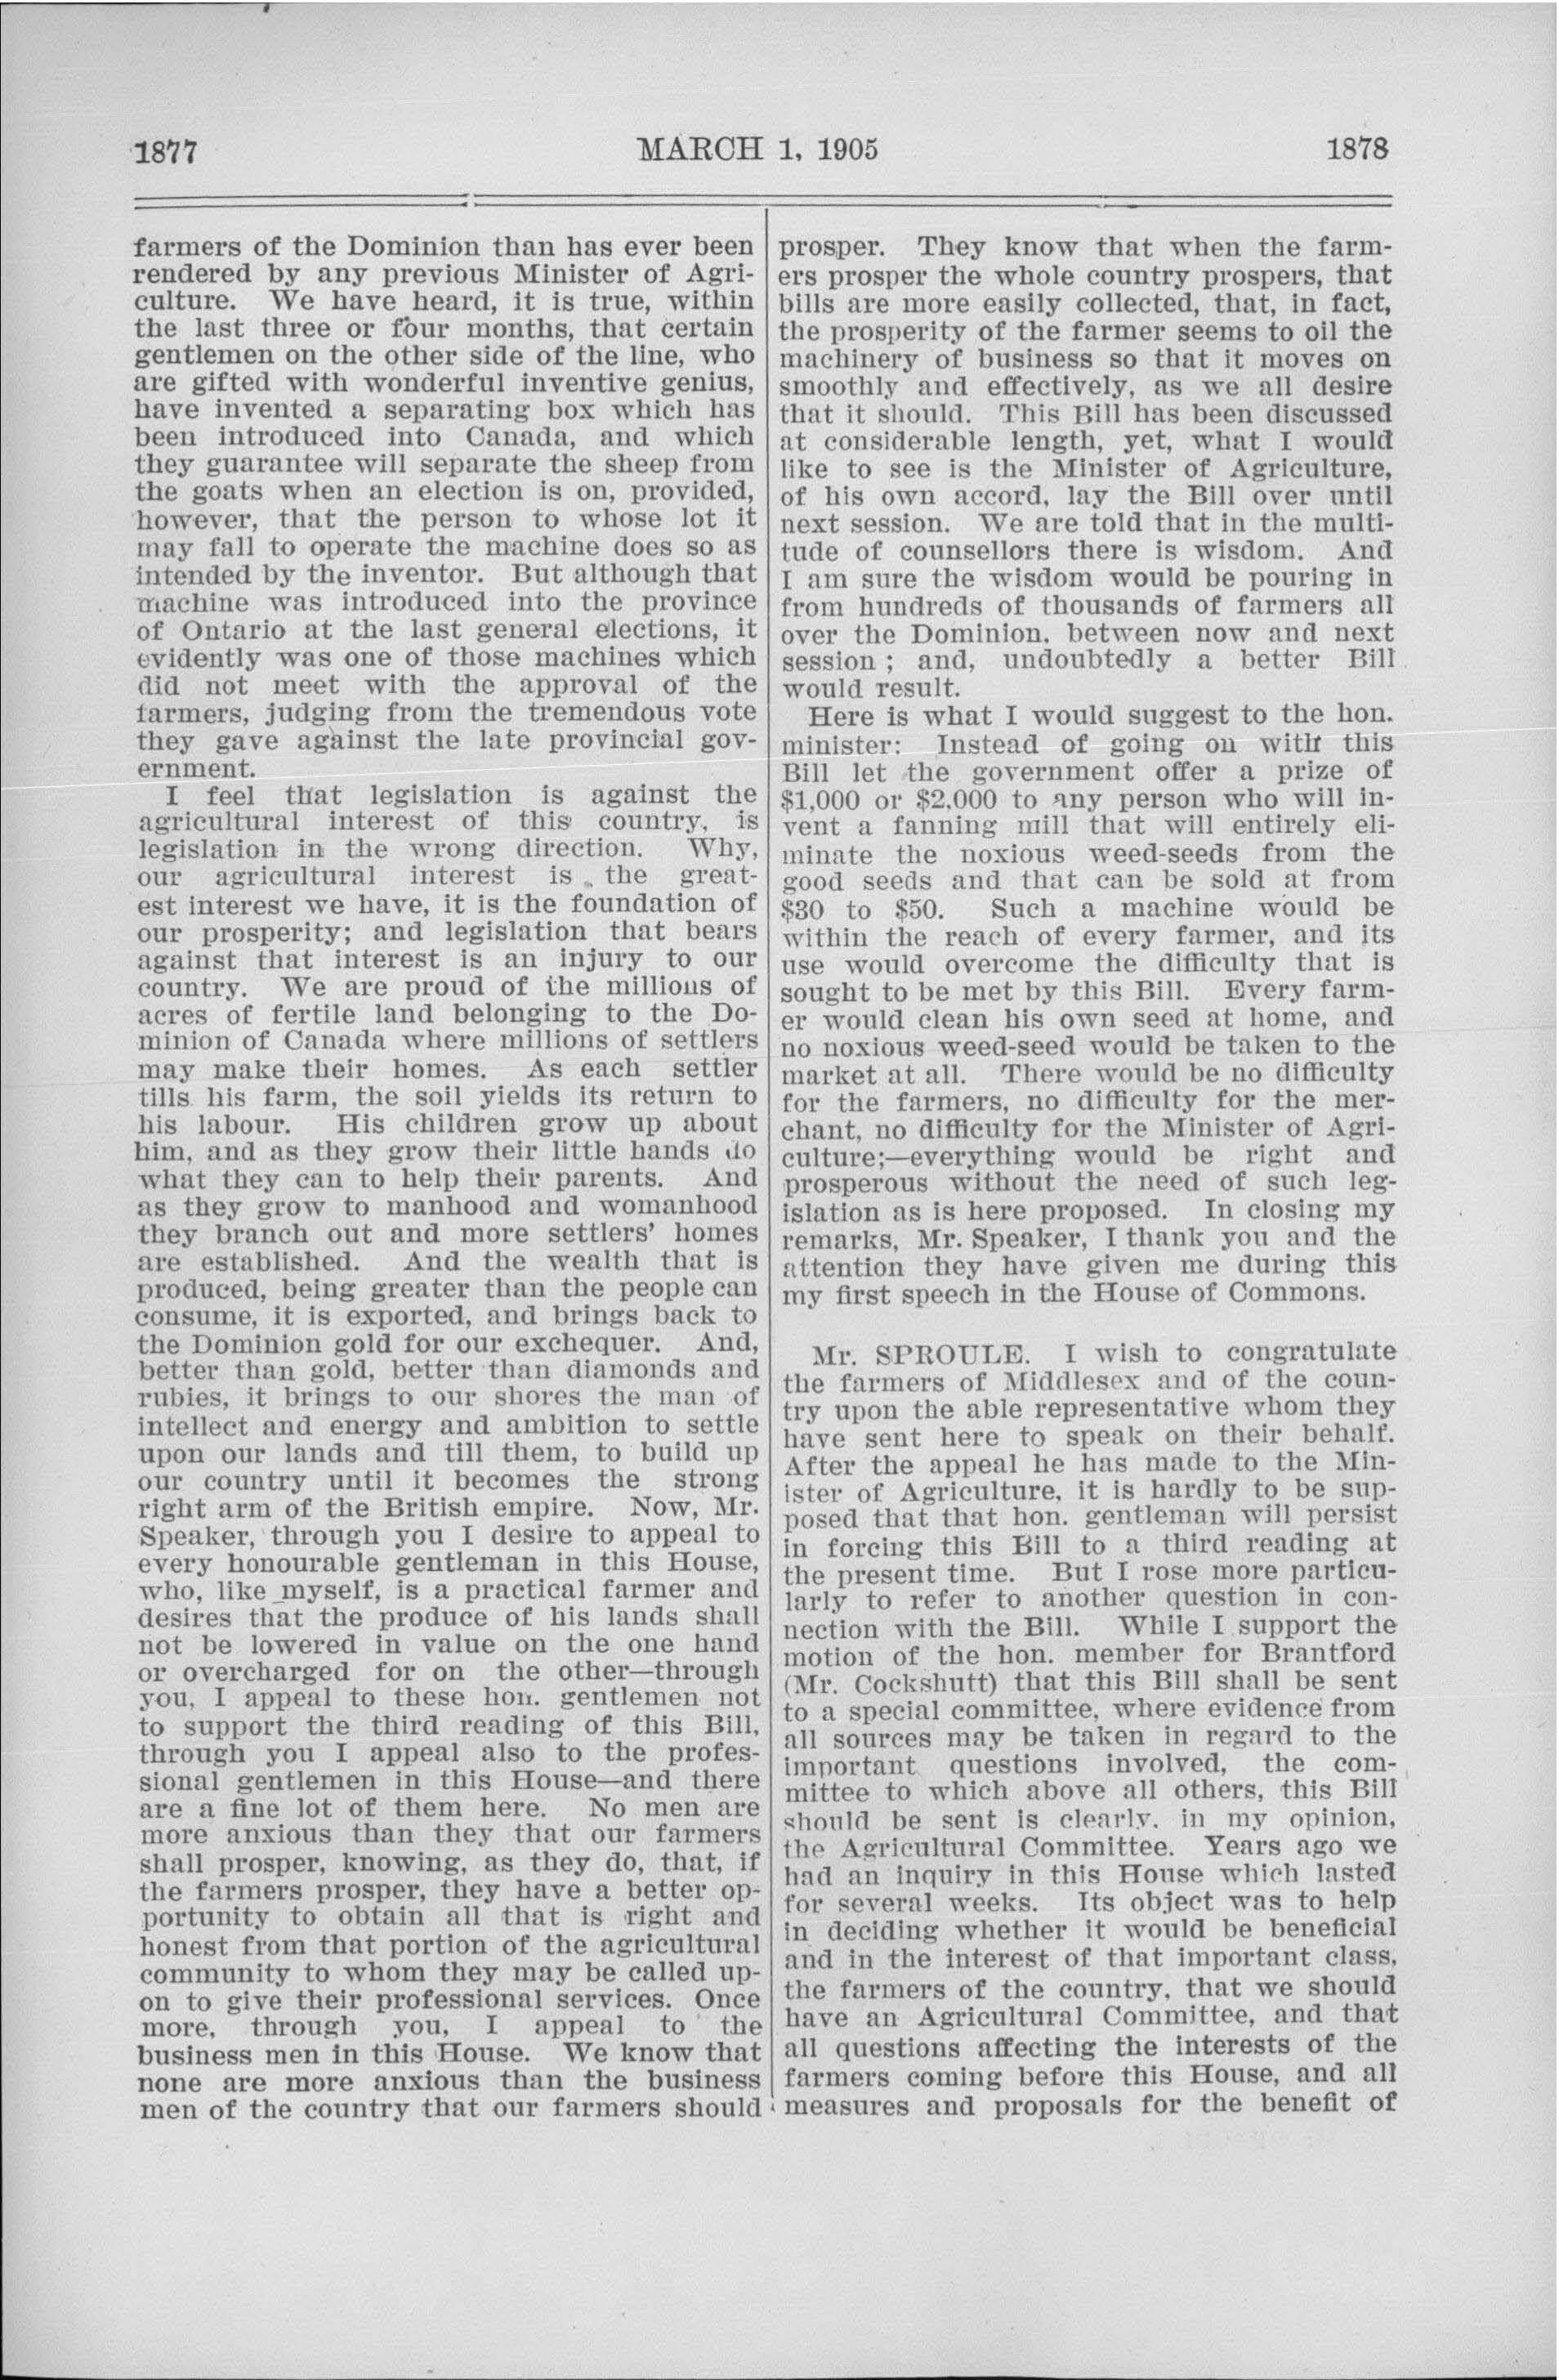 1877
MARCH 1, 1905
1878
farmers of the Dominion than has ever been
rendered by any previous Minister of Agri-
culture. We have heard, it is true, within
the last three or four months, that certain
gentlemen on the other side of the line, who
are gifted with wonderful inventive genius,
have invented a separating box which has
been introduced into Canada, and which
they guarantee will separate the sheep from
the goats when an election is on, provided,
however, that the person to whose lot it
may fall to operate the machine does so as
intended by the inventor. But although that
machine was introduced into the province
of Ontario at the last general elections, it
evidently was one of those machines which
did not meet with the approval of the
farmers, judging from the tremendous vote
they gave against the late provincial gov-
ernment.
I feel that legislation is against the
agricultural interest of this country, is
legislation in the wrong direction. Why,
our agricultural interest is the great-
est interest we have, it is the foundation of
our prosperity; and legislation that bears
against that interest is an injury to our
country. We are proud of the millions of
acres of fertile land belonging to the Do-
minion of Canada where millions of settlers
may make their homes. As each settler
tills his farm, the soil yields its return to
his labour. His children grow up about
him, and as they grow their little hands do
what they can to help their parents. And
as they grow to manhood and womanhood
they branch out and more settlers' homes
are established. And the wealth that is
produced, being greater than the people can
consume, it is exported, and brings back to
the Dominion gold for our exchequer. And,
better than gold, better than diamonds and
rubies, it brings to our shores the man of
intellect and energy and ambition to settle
upon our lands and till them, to build up
our country until it becomes the strong
right arm of the British empire. Now, Mr.
Speaker, through you I desire to appeal to
every honourable gentleman in this House,
who, like myself, is a practical farmer and
desires that the produce of his lands shall
not be lowered in value on the one hand
or overcharged for on the other—through
you, I appeal to these hon. gentlemen not
to support the third reading of this Bill,
through you I appeal also to the profes-
sional gentlemen in this House—and there
are a fine lot of them here. No men are
more anxious than they that our farmers
shall prosper, knowing, as they do, that, if
the farmers prosper, they have a better op-
portunity to obtain all that is right and
honest from that portion of the agricultural
community to whom they may be called up-
on to give their professional services. Once
more, through you, I appeal to the
business men in this House. We know that
none are more anxious than the business
men of the country that our farmers should
prosper. They know that when the farm-
ers prosper the whole country prospers, that
bills are more easily collected, that, in fact,
the prosperity of the farmer seems to oil the
machinery of business so that it moves on
smoothly and effectively, as we all desire
that it should. This Bill has been discussed
at considerable length, yet, what I would
like to see is the Minister of Agriculture,
of his own accord, lay the Bill over until
next session. We are told that in the multi-
tude of counsellors there is wisdom. And
I am sure the wisdom would be pouring in
from hundreds of thousands of farmers all
over the Dominion, between now and next
session ; and, undoubtedly a better Bill
would result.
Here is what I would suggest to the hon.
minister: Instead of going on with this
Bill let the government offer a prize of
$1,000 or $2,000 to any person who will in-
vent a fanning mill that will entirely eli-
minate the noxious weed-seeds from the
good seeds and that can be sold at from
$30 to $50. Such a machine would be
within the reach of every farmer, and its
use would overcome the difficulty that is
sought to be met by this Bill. Every farm-
er would clean his own seed at home, and
no noxious weed-seed would be taken to the
market at all. There would be no difficulty
for the farmers, no difficulty for the mer-
chant, no difficulty for the Minister of Agri-
culture;—everything would be right and
prosperous without the need of such leg-
islation as is here proposed. In closing my
remarks, Mr. Speaker, I thank you and the
attention they have given me during this
my first speech in the House of Commons.
Mr. SPROULE. I wish to congratulate
the farmers of Middlesex and of the coun-
try upon the able representative whom they
have sent here to speak on their behalf.
After the appeal he has made to the Min-
ister of Agriculture, it is hardly to be sup-
posed that that hon. gentleman will persist
in forcing this Bill to a third reading at
the present time. But I rose more particu-
larly to refer to another question in con-
nection with the Bill. While I support the
motion of the hon. member for Brantford
(Mr. Cockshutt) that this Bill shall be sent
to a special committee, where evidence from
all sources may be taken in regard to the
important questions involved, the com-
mittee to which above all others, this Bill
should be sent is clearly, in my opinion,
the Agricultural Committee. Years ago we
had an inquiry in this House which lasted
for several weeks. Its object was to help
in deciding whether it would be beneficial
and in the interest of that important class,
the farmers of the country, that we should
have an Agricultural Committee, and that
all questions affecting the interests of the
farmers coming before this House, and all
measures and proposals for the benefit of